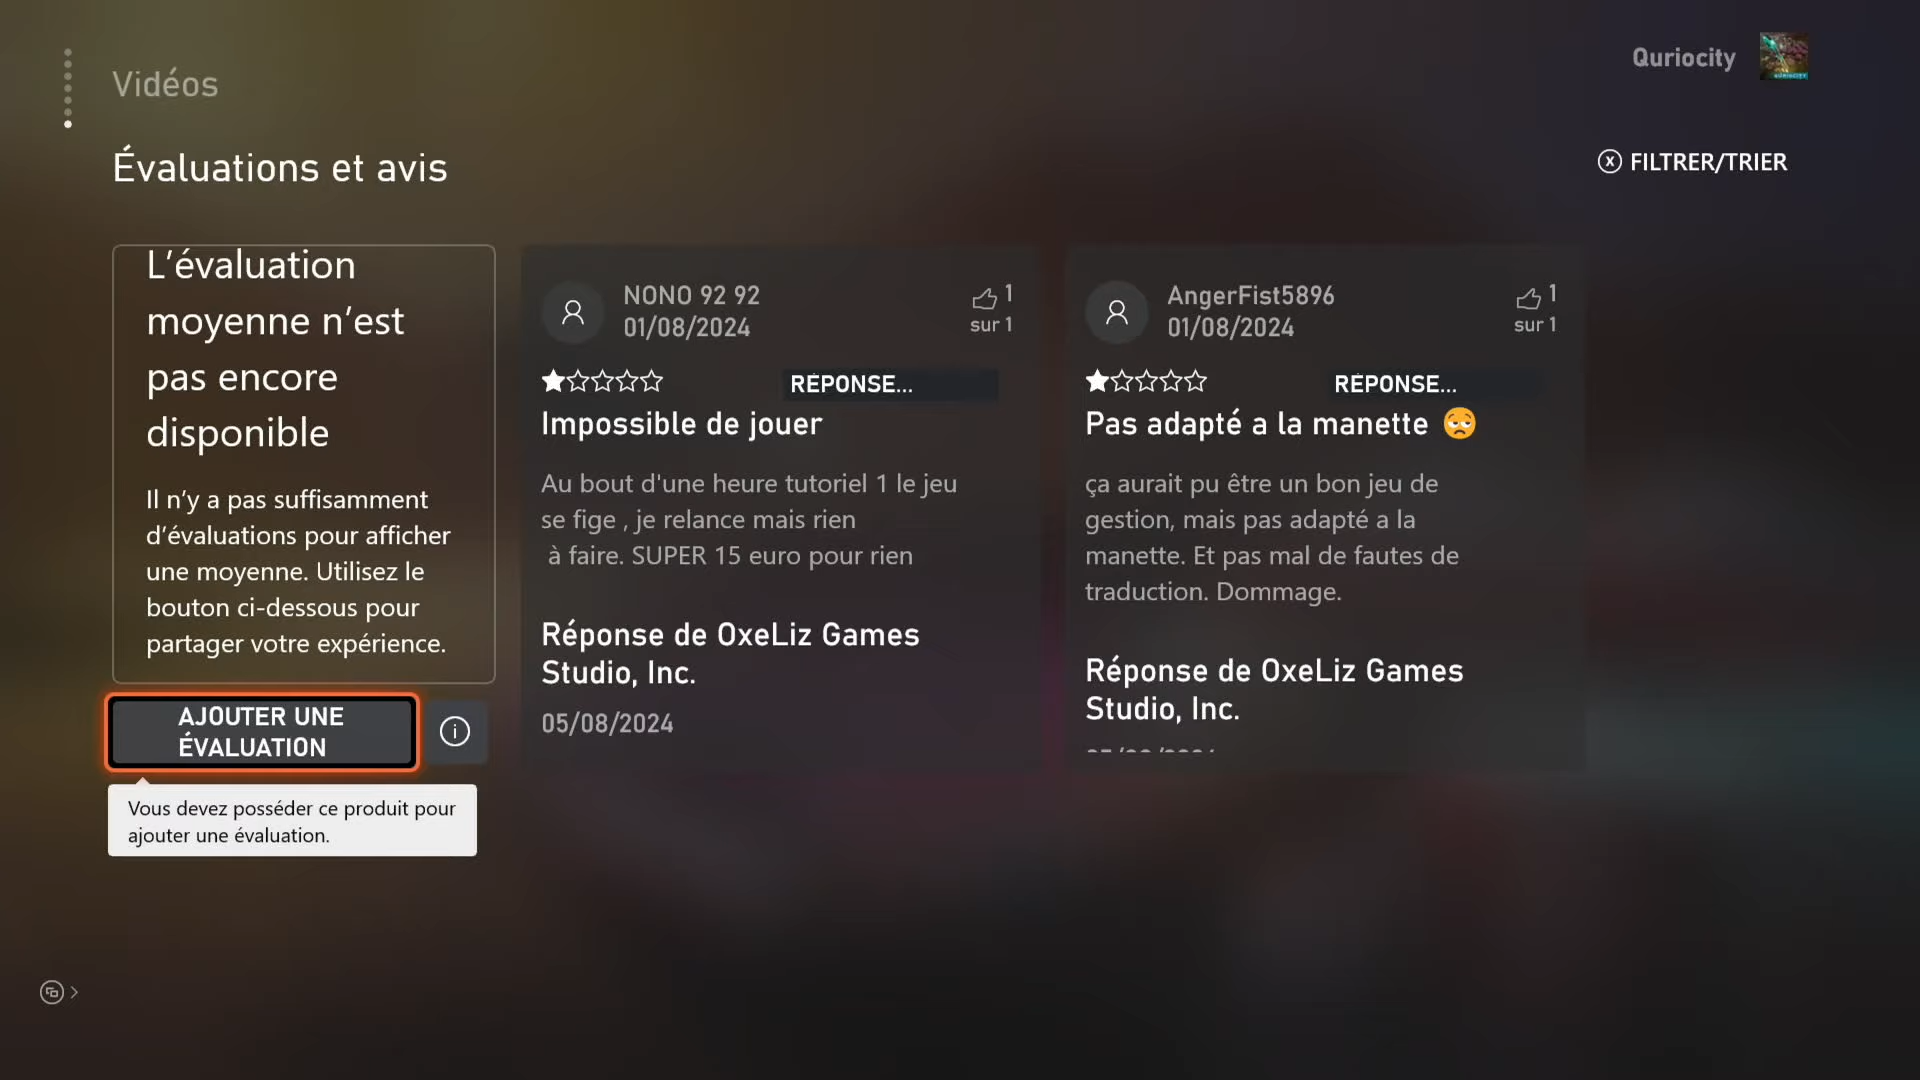 Quriocity
Vidéos
Évaluations et avis
FILTRER/TRIER
L’évaluation
moyenne n’est
pas encore
disponible
Il n’y a pas suffisamment
d’évaluations pour afficher
une moyenne. Utilisez le
bouton ci-dessous pour
partager votre expérience.
AJOUTER UNE
ÉVALUATION
Vous devez posséder ce produit pour
ajouter une évaluation.
NONO 92 92
01/08/2024
1
sur 1
RÉPONSE...
Impossible de jouer
Au bout d'une heure tutoriel 1 le jeu
se fige , je relance mais rien
à faire. SUPER 15 euro pour rien
Réponse de OxeLiz Games
Studio, Inc.
05/08/2024
AngerFist5896
01/08/2024
1
sur 1
RÉPONSE...
Pas adapté a la manette 😩
ça aurait pu être un bon jeu de
gestion, mais pas adapté a la
manette. Et pas mal de fautes de
traduction. Dommage.
Réponse de OxeLiz Games
Studio, Inc.